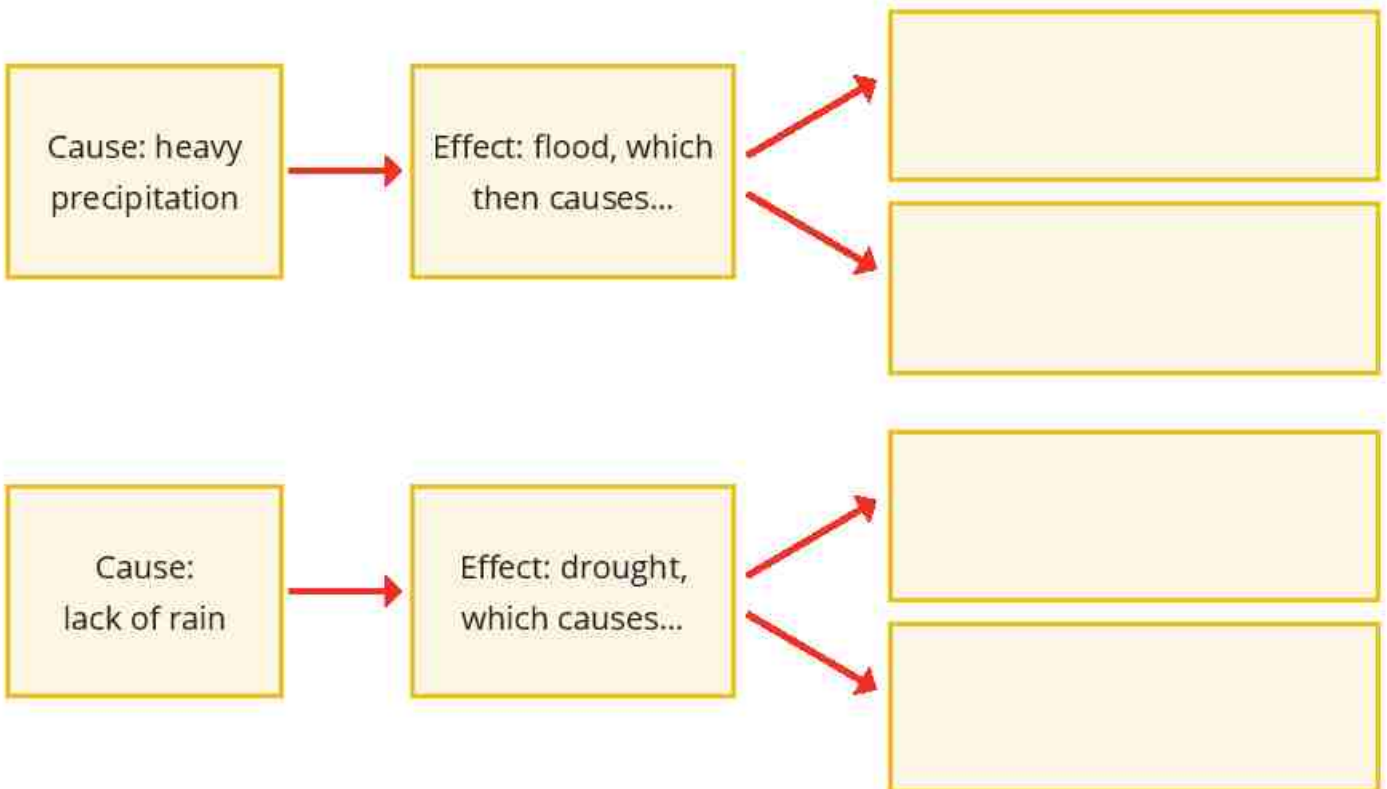 Cause: heavy
precipitation
Effect: flood, which
then causes...
Cause:
lack of rain
Effect: drought,
which causes...